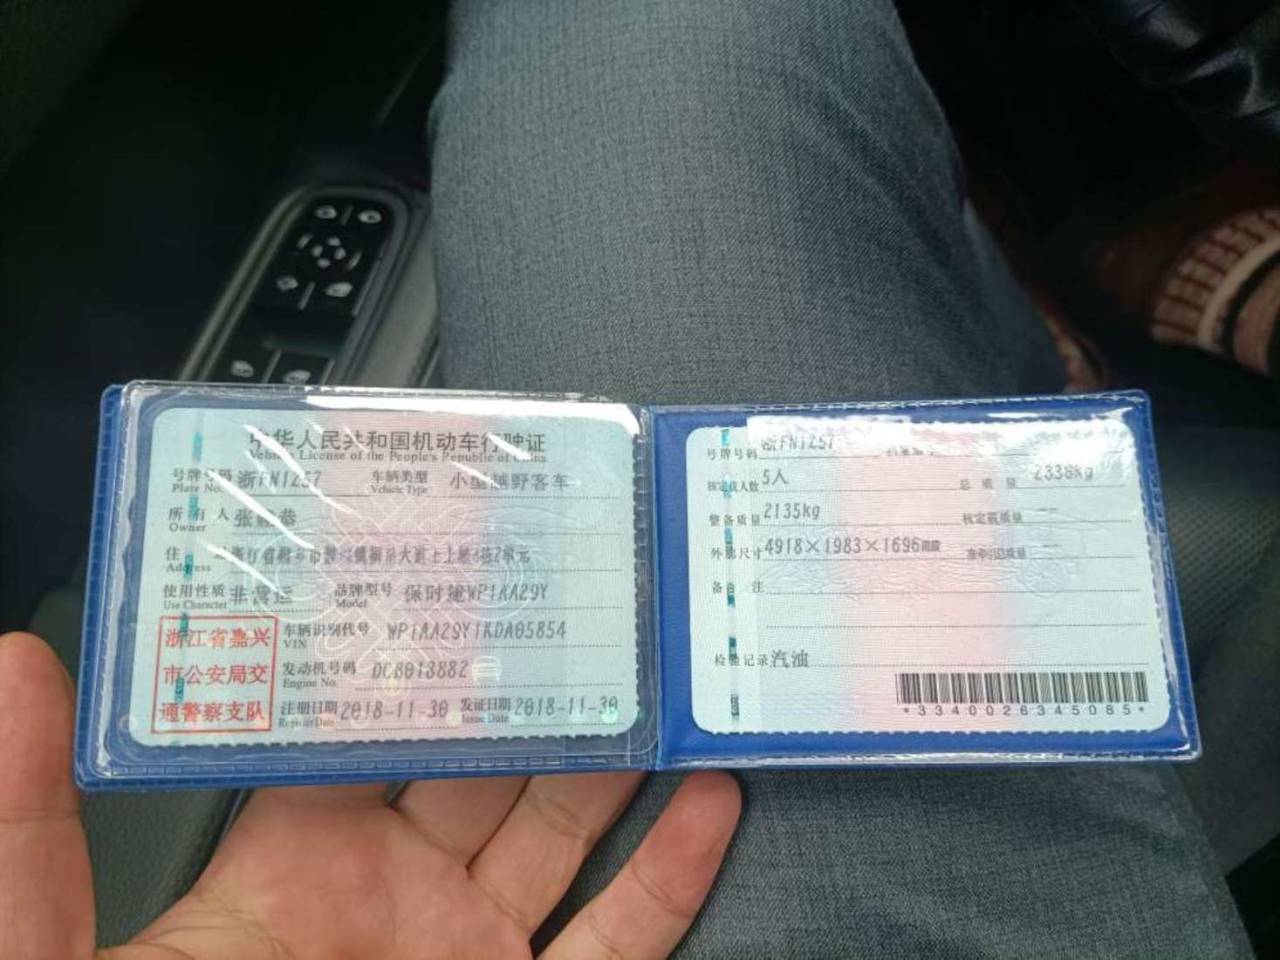 中华人民共和国机动车行驶证
Vehicle License of the People's Republic of China
号牌号码 浙FN1Z57 车辆类型 小型越野客车
Plate No. Vehicle Type
所有人 张
Owner
住
Address
使用性质 非营运 品牌型号 保时捷WP1AA29Y
Use Character Model
浙江省嘉兴
市公安局交
通警察支队
车辆识别代号 WP1AA29Y1KDA05854
VIN
发动机号码 DCB013882
Engine No.
注册日期 2018-11-30 发证日期 2018-11-30
Register Date Issue Date
号牌号码 浙FN1Z57
核定载人数 5人 总质量 2338kg
整备质量 2135kg 核定载质量 --
外廓尺寸 4918×1983×1696mm 准牵引总质量 --
备注
检验记录 汽油
*3340026345085*